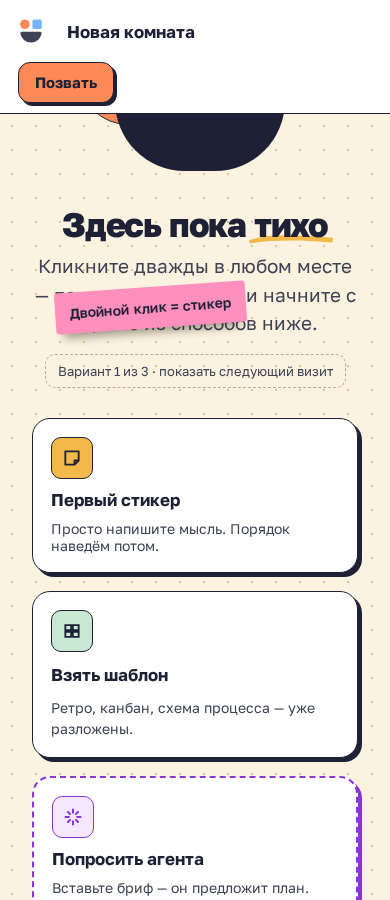 Новая комната
Позвать
Здесь пока тихо
Кликните дважды в любом месте
— и начните с
Двойной клик = стикер
способов ниже.
Вариант 1 из 3 · показать следующий визит
Первый стикер
Просто напишите мысль. Порядок
наведём потом.
Взять шаблон
Ретро, канбан, схема процесса — уже
разложены.
Попросить агента
Вставьте бриф — он предложит план.